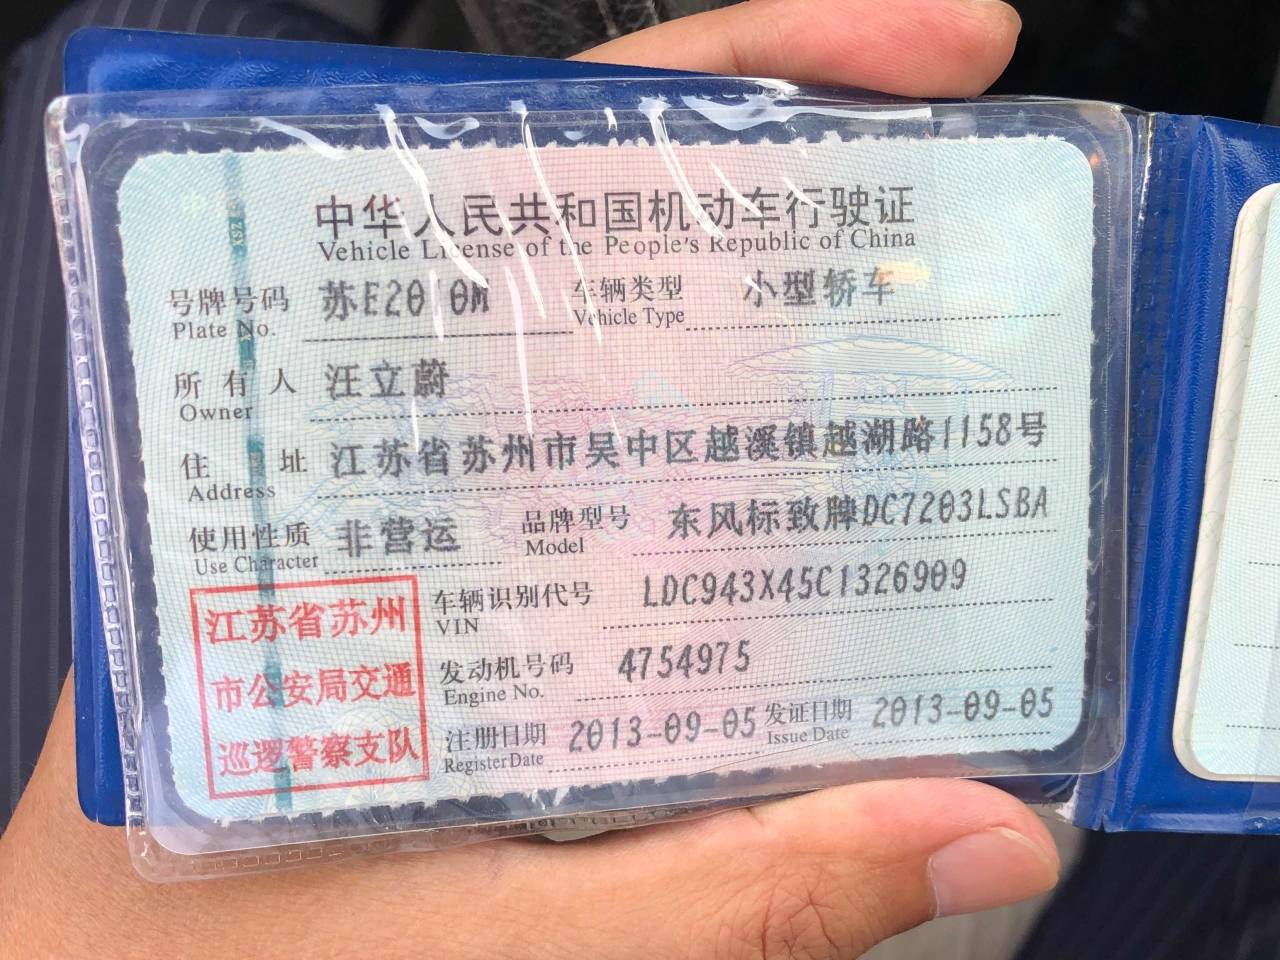 中华人民共和国机动车行驶证
Vehicle License of the People's Republic of China
号牌号码 苏E2010M 车辆类型 小型轿车
Plate No. Vehicle Type
所有人 汪立蔚
Owner
住址 江苏省苏州市吴中区越溪镇越湖路1158号
Address
使用性质 非营运 品牌型号 东风标致牌DC7203LSBA
Use Character Model
江苏省苏州
市公安局交通
巡逻警察支队
车辆识别代号 LDC943X45C1326909
VIN
发动机号码 4754975
Engine No.
注册日期 2013-09-05 发证日期 2013-09-05
Register Date Issue Date